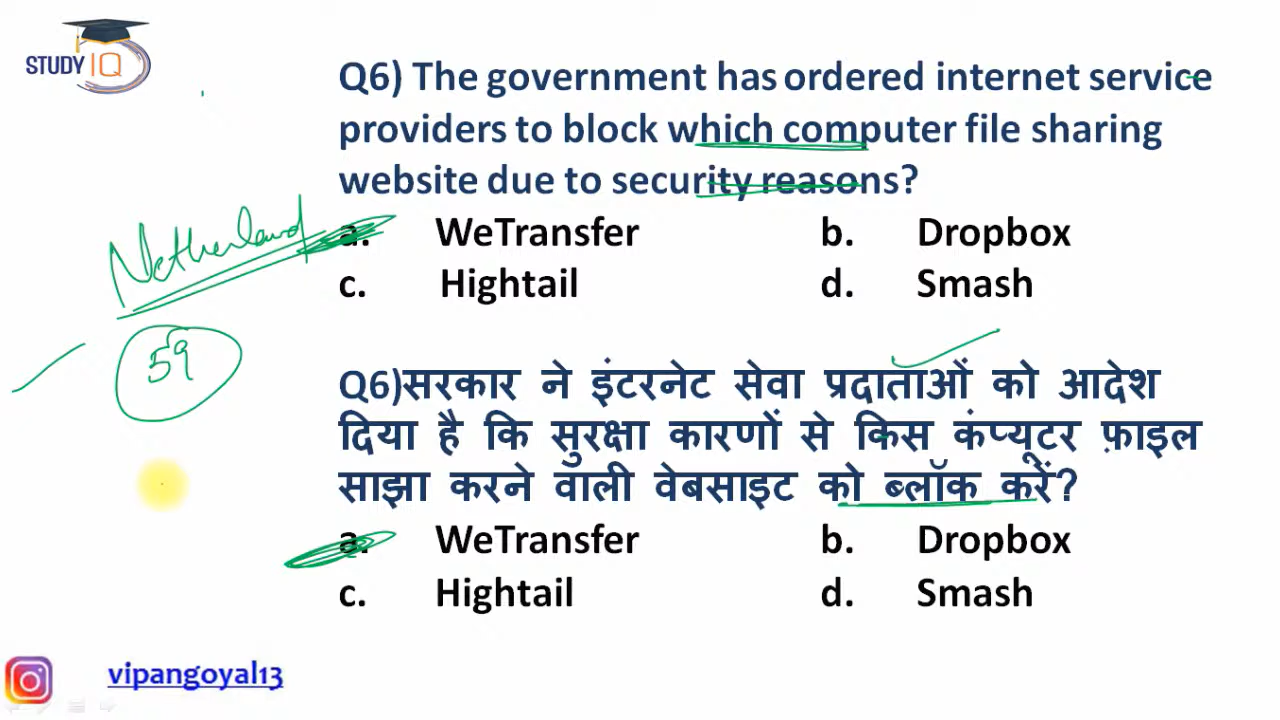 STUDY IQ
Q6) The government has ordered internet service
providers to block which computer file sharing
website due to security reasons?
a. WeTransfer b. Dropbox
c. Hightail d. Smash
Netherland
59
Q6)सरकार ने इंटरनेट सेवा प्रदाताओं को आदेश
दिया है कि सुरक्षा कारणों से किस कंप्यूटर फ़ाइल
साझा करने वाली वेबसाइट को ब्लॉक करें?
a. WeTransfer b. Dropbox
c. Hightail d. Smash
vipangoyal13